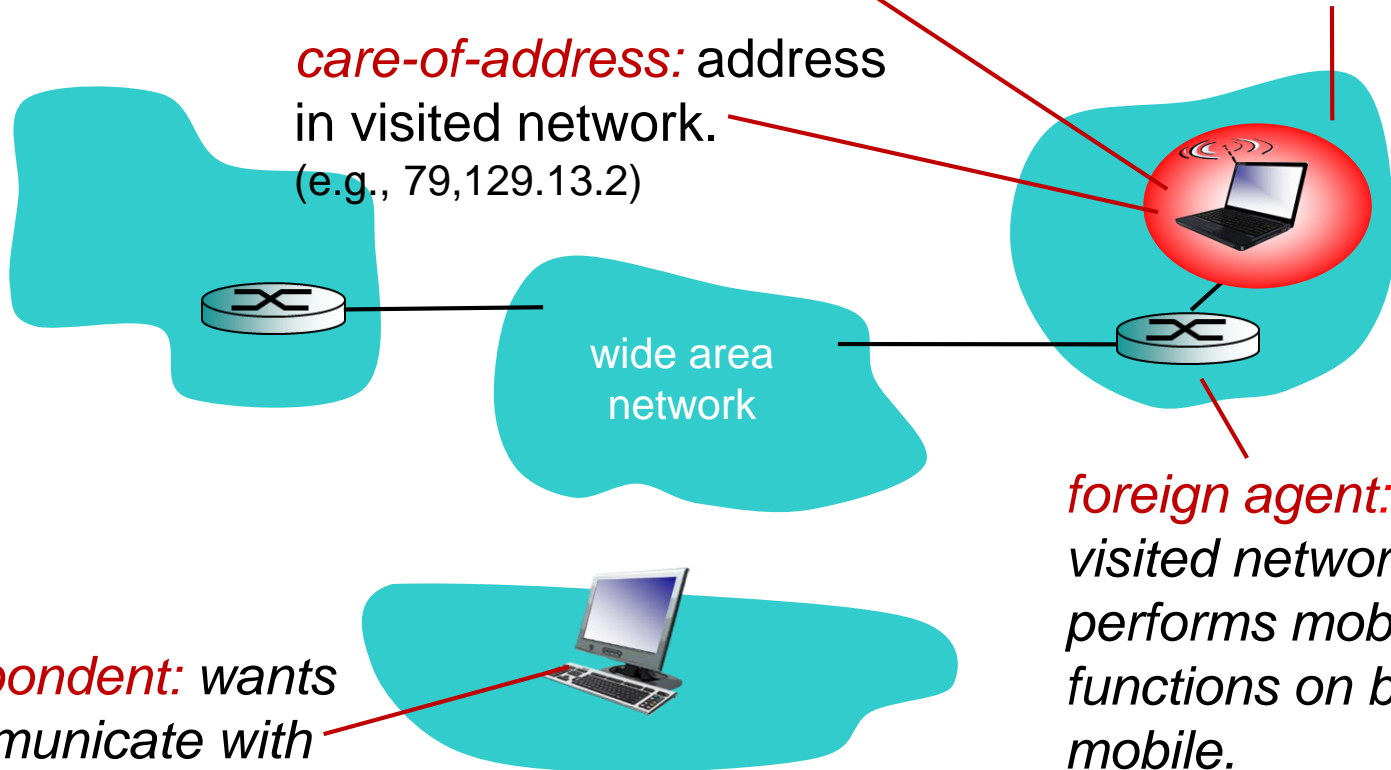 care-of-address: address
in visited network.
(e.g., 79,129.13.2)
wide area
network
foreign agent:
visited networ
performs mob
functions on b
mobile.
pondent: wants
municate with